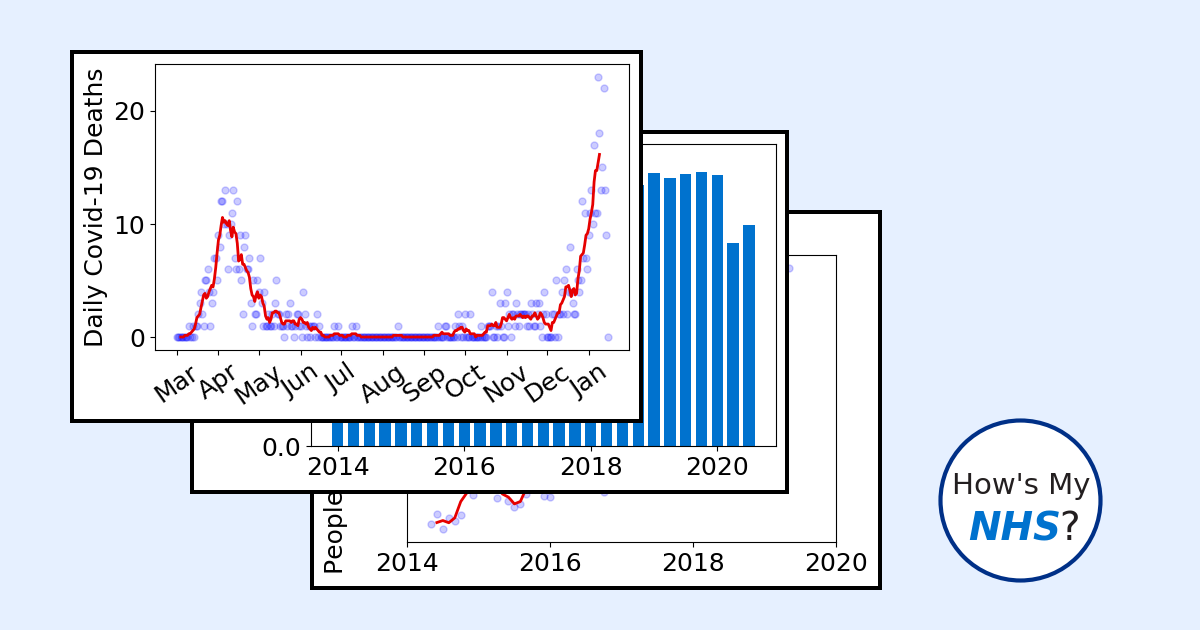 Daily Covid-19 Deaths
20
10
0
Mar Apr May Jun Jul Aug Sep Oct Nov Dec Jan
0.0
2014 2016 2018 2020
People
2014 2016 2018 2020
How's My
NHS?